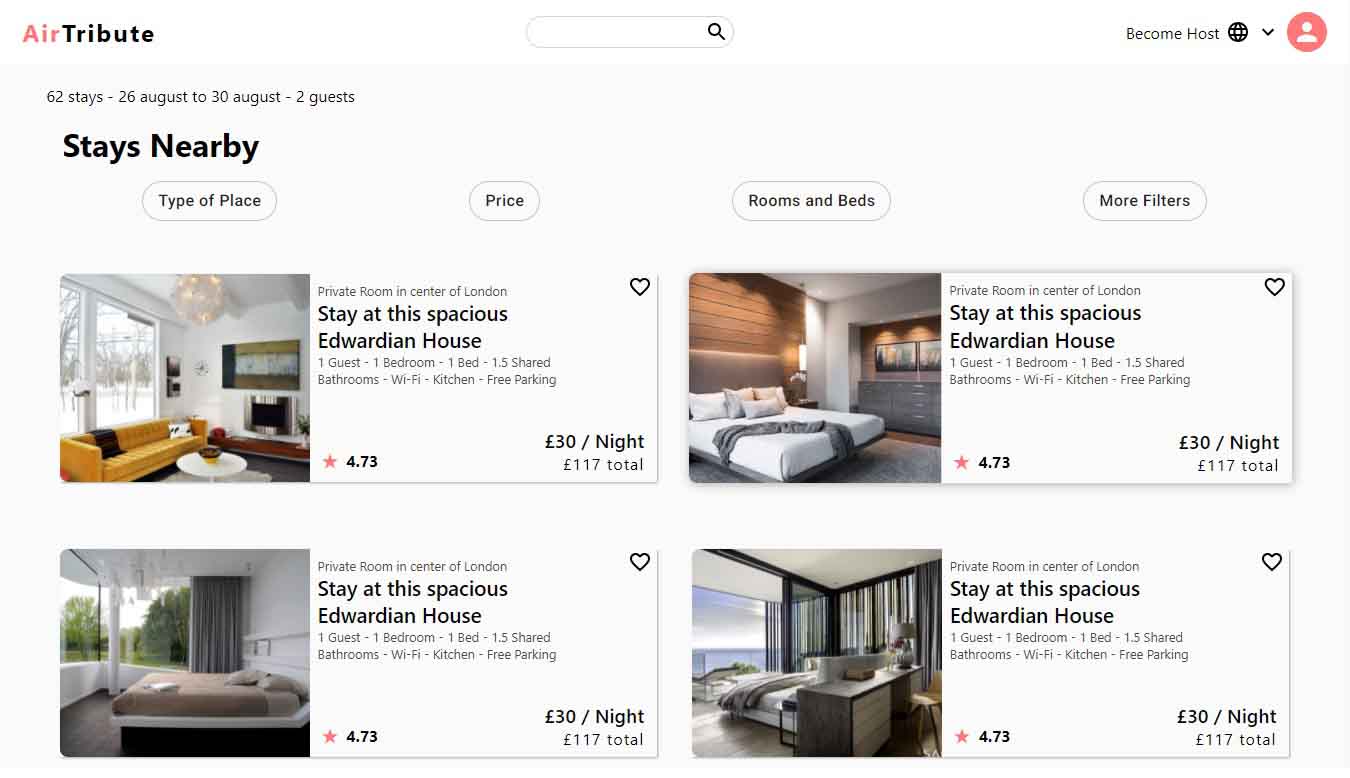 AirTribute
Become Host
62 stays - 26 august to 30 august - 2 guests
Stays Nearby
Type of Place
Price
Rooms and Beds
More Filters
Private Room in center of London
Stay at this spacious
Edwardian House
1 Guest - 1 Bedroom - 1 Bed - 1.5 Shared
Bathrooms - Wi-Fi - Kitchen - Free Parking
£30 / Night
4.73
£117 total
Private Room in center of London
Stay at this spacious
Edwardian House
1 Guest - 1 Bedroom - 1 Bed - 1.5 Shared
Bathrooms - Wi-Fi - Kitchen - Free Parking
£30 / Night
4.73
£117 total
Private Room in center of London
Stay at this spacious
Edwardian House
1 Guest - 1 Bedroom - 1 Bed - 1.5 Shared
Bathrooms - Wi-Fi - Kitchen - Free Parking
£30 / Night
4.73
£117 total
Private Room in center of London
Stay at this spacious
Edwardian House
1 Guest - 1 Bedroom - 1 Bed - 1.5 Shared
Bathrooms - Wi-Fi - Kitchen - Free Parking
£30 / Night
4.73
£117 total